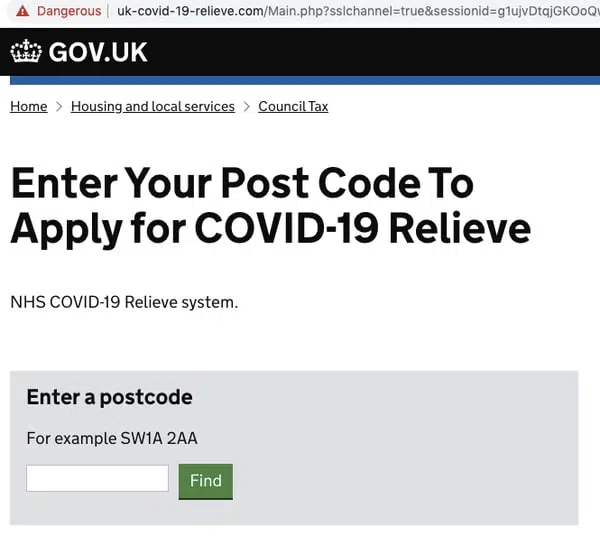 Dangerous | uk-covid-19-relieve.com/Main.php?sslchannel=true&sessionid=g1ujvDtqjGKOoQ
GOV.UK
Home > Housing and local services > Council Tax
Enter Your Post Code To
Apply for COVID-19 Relieve
NHS COVID-19 Relieve system.
Enter a postcode
For example SW1A 2AA
Find